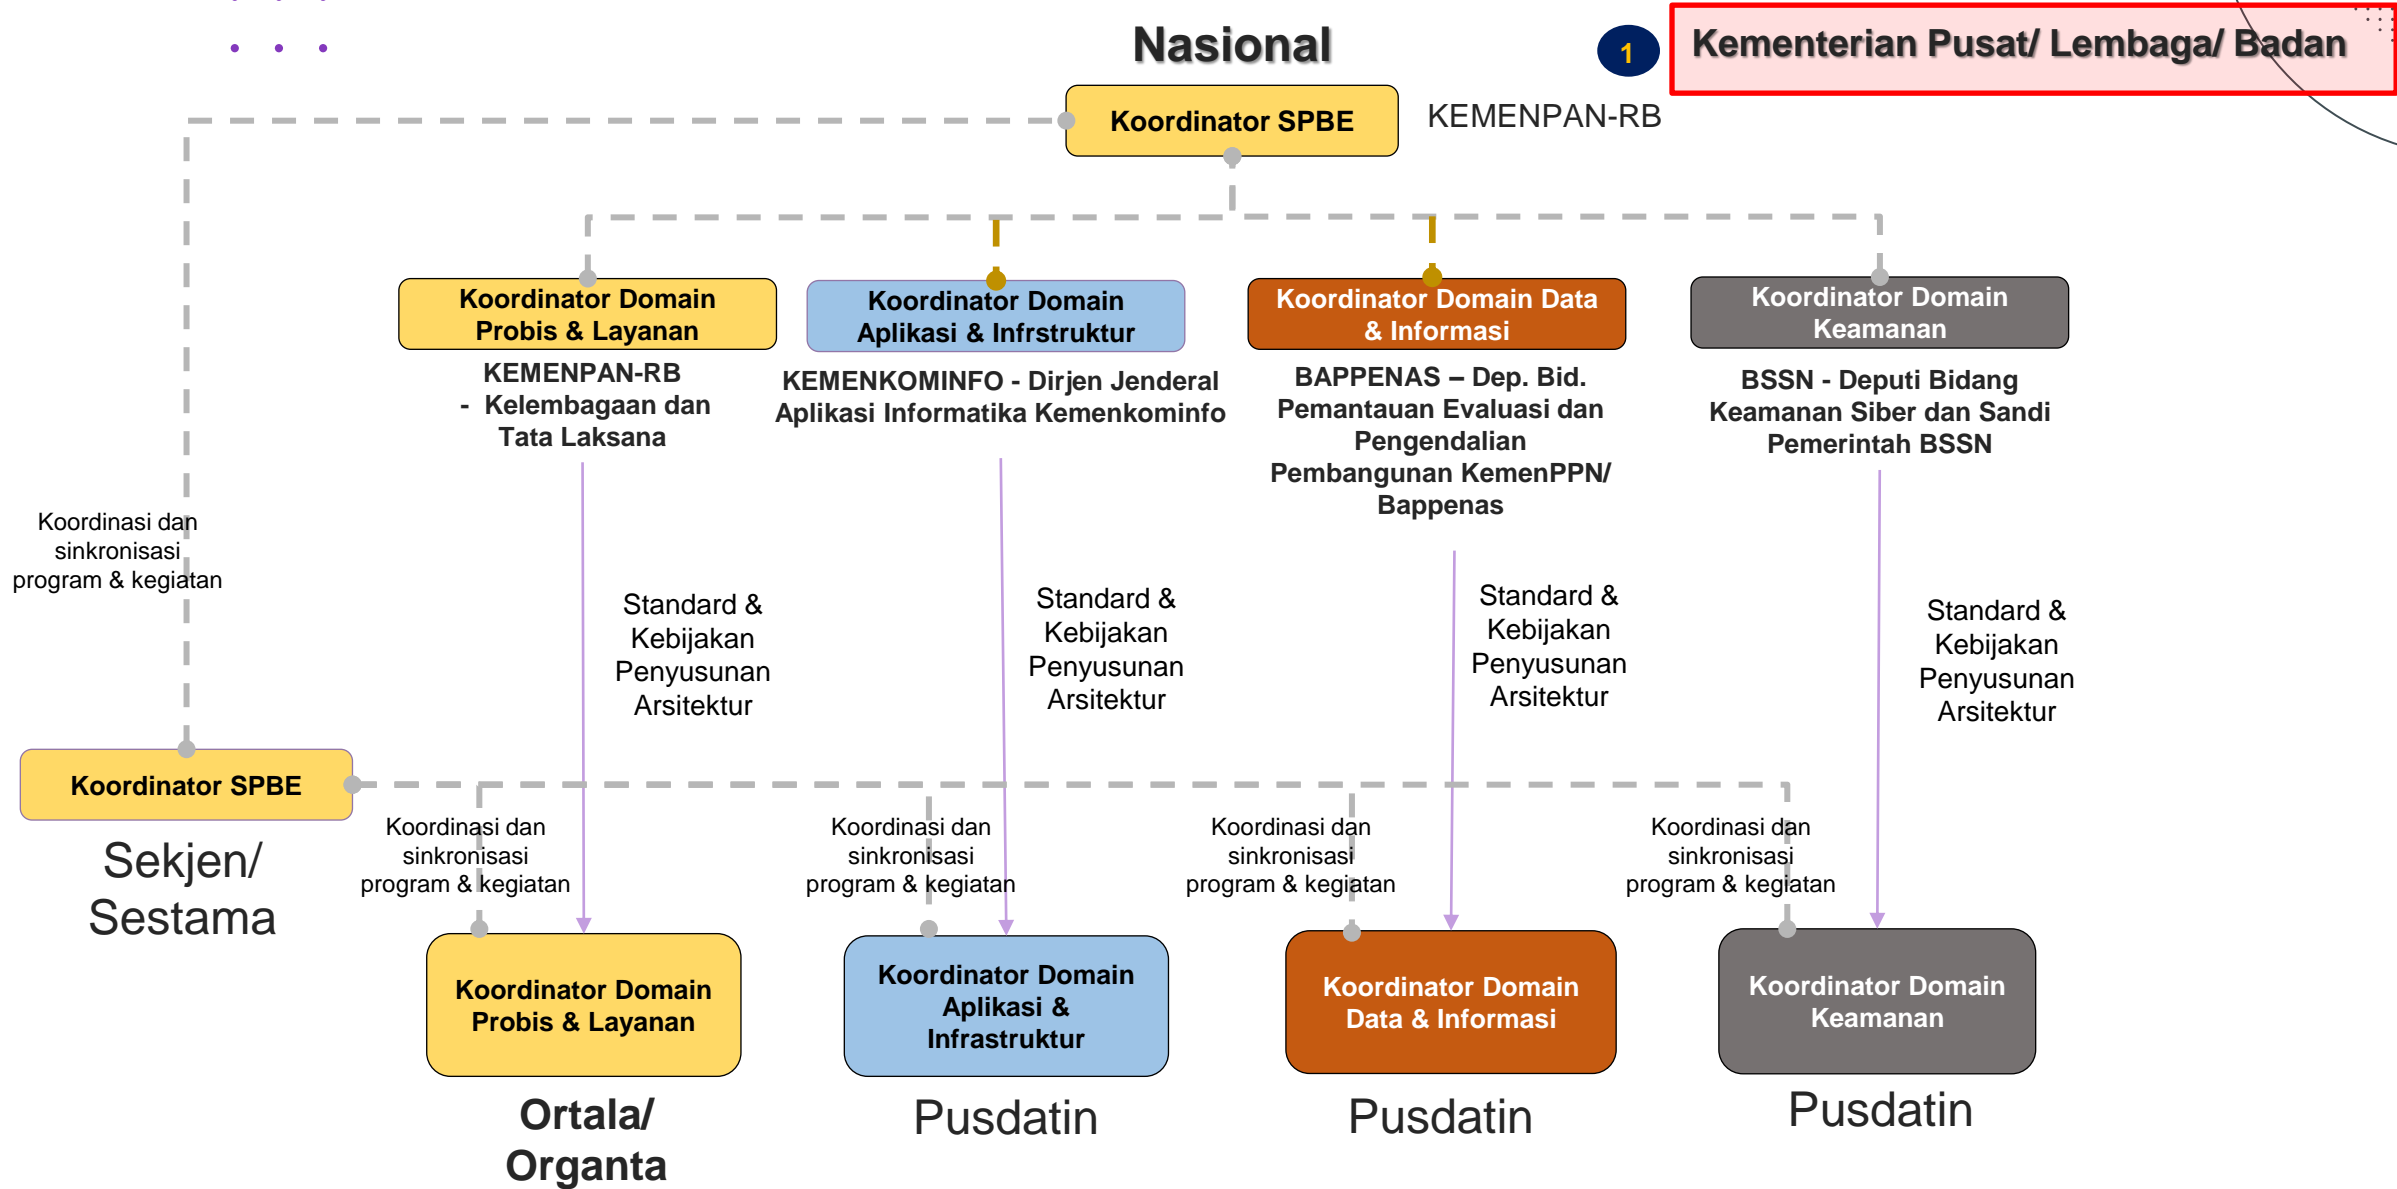 Nasional
1
Kementerian Pusat/ Lembaga/ Badan
Koordinator SPBE
KEMENPAN-RB
Koordinator Domain
Probis & Layanan
KEMENPAN-RB
- Kelembagaan dan
Tata Laksana
Koordinator Domain
Aplikasi & Infrstruktur
KEMENKOMINFO - Dirjen Jenderal
Aplikasi Informatika Kemenkominfo
Koordinator Domain Data
& Informasi
BAPPENAS – Dep. Bid.
Pemantauan Evaluasi dan
Pengendalian
Pembangunan KemenPPN/
Bappenas
Koordinator Domain
Keamanan
BSSN - Deputi Bidang
Keamanan Siber dan Sandi
Pemerintah BSSN
Koordinasi dan
sinkronisasi
program & kegiatan
Standard &
Kebijakan
Penyusunan
Arsitektur
Standard &
Kebijakan
Penyusunan
Arsitektur
Standard &
Kebijakan
Penyusunan
Arsitektur
Standard &
Kebijakan
Penyusunan
Arsitektur
Koordinator SPBE
Sekjen/
Sestama
Koordinasi dan
sinkronisasi
program & kegiatan
Koordinasi dan
sinkronisasi
program & kegiatan
Koordinasi dan
sinkronisasi
program & kegiatan
Koordinasi dan
sinkronisasi
program & kegiatan
Koordinator Domain
Probis & Layanan
Ortala/
Organta
Koordinator Domain
Aplikasi &
Infrastruktur
Pusdatin
Koordinator Domain
Data & Informasi
Pusdatin
Koordinator Domain
Keamanan
Pusdatin